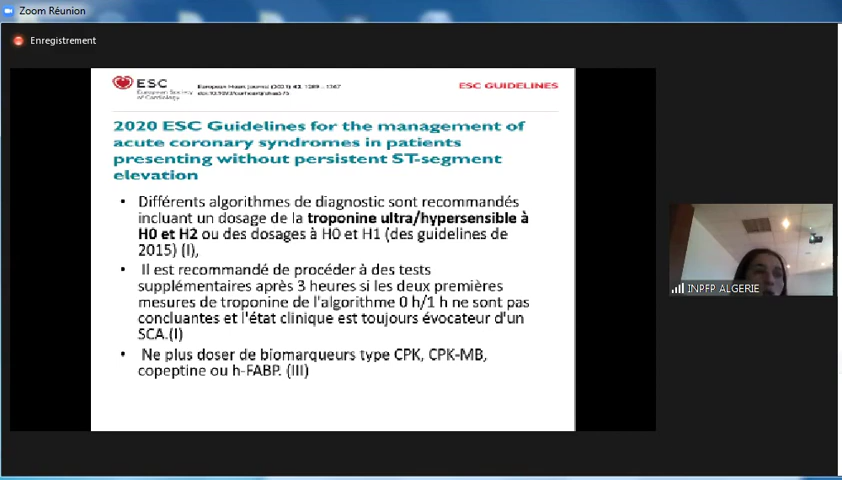 Zoom Réunion
Enregistrement
ESC
European Society
of Cardiology
European Heart Journal (2021) 42, 1289 - 1367
ESC GUIDELINES
2020 ESC Guidelines for the management of
acute coronary syndromes in patients
presenting without persistent ST-segment
elevation
• Différents algorithmes de diagnostic sont recommandés
incluant un dosage de la troponine ultra/hypersensible à
H0 et H2 ou des dosages à H0 et H1 (des guidelines de
2015) (I),
• Il est recommandé de procéder à des tests
supplémentaires après 3 heures si les deux premières
mesures de troponine de l'algorithme 0 h/1 h ne sont pas
concluantes et l'état clinique est toujours évocateur d'un
SCA.(I)
• Ne plus doser de biomarqueurs type CPK, CPK-MB,
copeptine ou h-FABP. (III)
INPFP ALGERIE